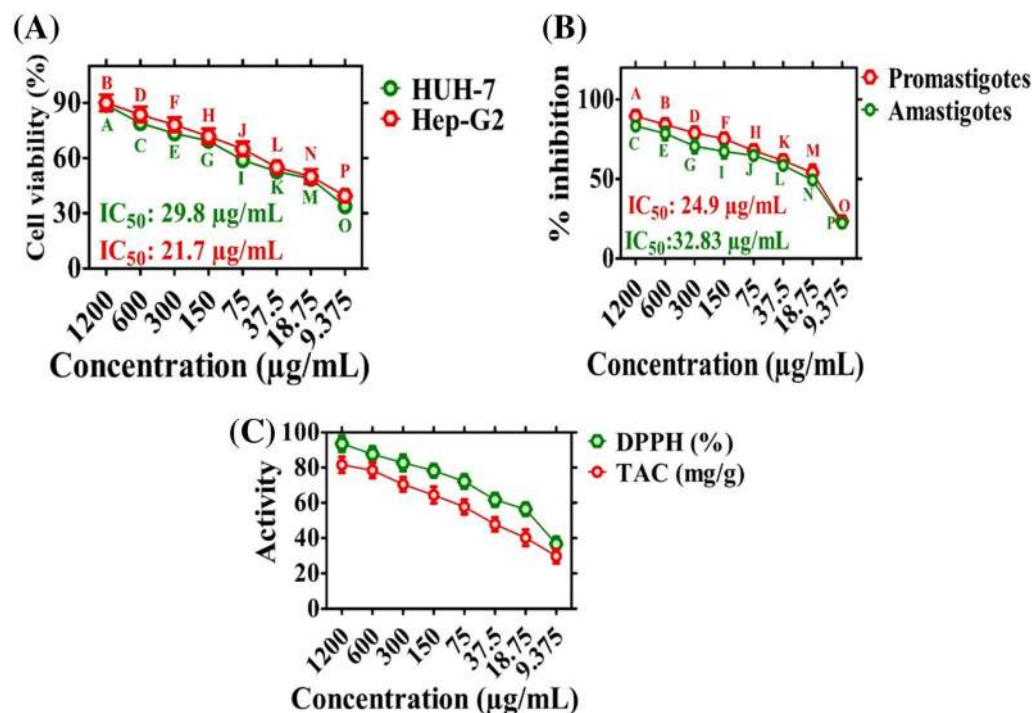 (A)
Cell viability (%)
90
60
30
0
B D F H J L N P
A C E G I K M O
IC50: 29.8 µg/mL
IC50: 21.7 µg/mL
HUH-7
Hep-G2
1200 600 300 150 75 37.5 18.75 9.375
Concentration (µg/mL)
(B)
% inhibition
100
50
0
A B D F H K M O
C E G I J L N P
IC50: 24.9 µg/mL
IC50:32.83 µg/mL
Promastigotes
Amastigotes
1200 600 300 150 75 37.5 18.75 9.375
Concentration (µg/mL)
(C)
Activity
100
80
60
40
20
0
DPPH (%)
TAC (mg/g)
1200 600 300 150 75 37.5 18.75 9.375
Concentration (µg/mL)